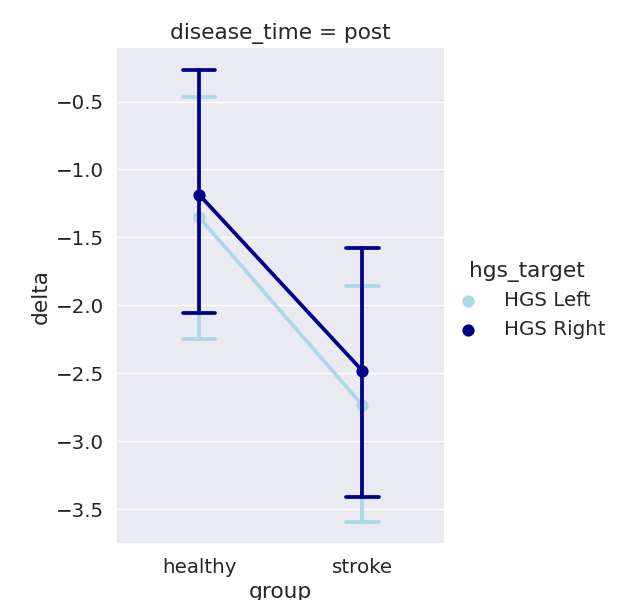 disease_time = post
−0.5
−1.0
−1.5
−2.0
−2.5
−3.0
−3.5
delta
healthy
stroke
group
hgs_target
HGS Left
HGS Right